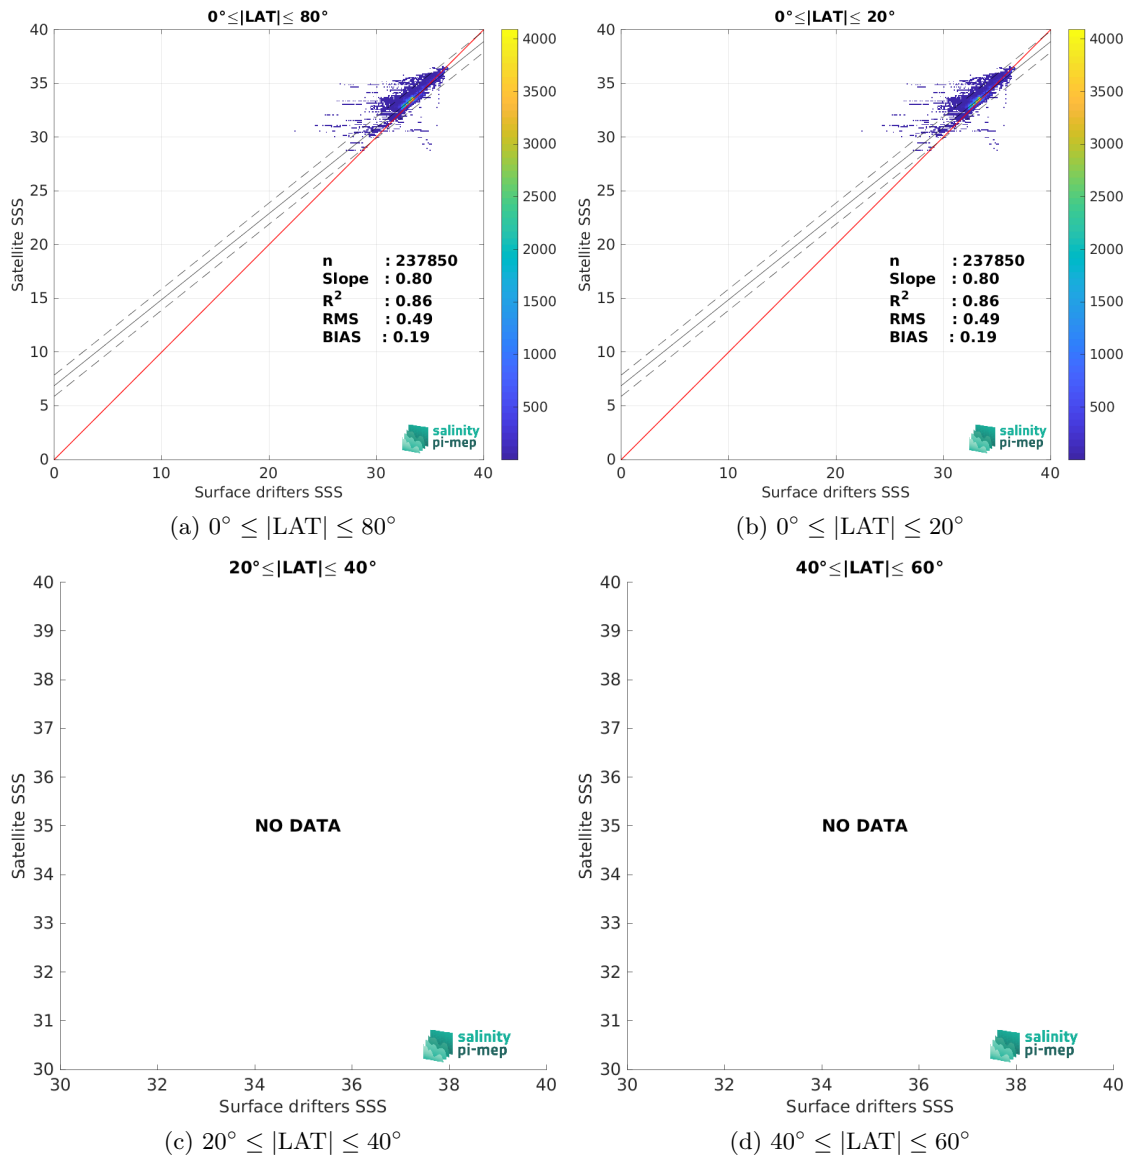 0°≤|LAT|≤ 80°
40
35
30
25
20
15
10
5
0
Satellite SSS
n : 237850
Slope : 0.80
R² : 0.86
RMS : 0.49
BIAS : 0.19
salinity
pi-mep
0 10 20 30 40
Surface drifters SSS
4000
3500
3000
2500
2000
1500
1000
500
(a) 0° ≤ |LAT| ≤ 80°
0°≤|LAT|≤ 20°
40
35
30
25
20
15
10
5
0
Satellite SSS
n : 237850
Slope : 0.80
R² : 0.86
RMS : 0.49
BIAS : 0.19
salinity
pi-mep
0 10 20 30 40
Surface drifters SSS
4000
3500
3000
2500
2000
1500
1000
500
(b) 0° ≤ |LAT| ≤ 20°
20°≤|LAT|≤ 40°
40
39
38
37
36
35
34
33
32
31
30
Satellite SSS
NO DATA
salinity
pi-mep
30 32 34 36 38 40
Surface drifters SSS
(c) 20° ≤ |LAT| ≤ 40°
40°≤|LAT|≤ 60°
40
39
38
37
36
35
34
33
32
31
30
Satellite SSS
NO DATA
salinity
pi-mep
30 32 34 36 38 40
Surface drifters SSS
(d) 40° ≤ |LAT| ≤ 60°